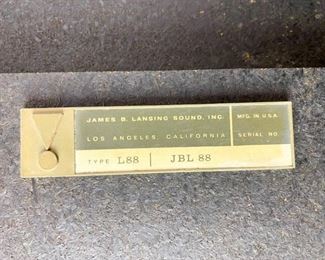 JAMES B. LANSING SOUND, INC.
LOS ANGELES, CALIFORNIA
MFG. IN U.S.A.
SERIAL NO.
TYPE L88 | JBL 88